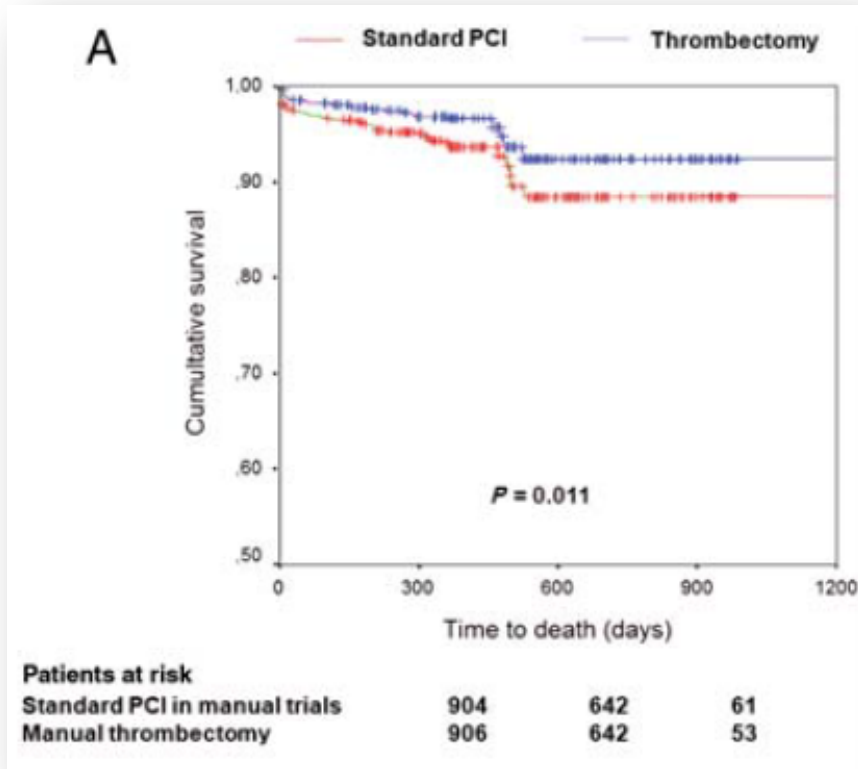 A
Standard PCI Thrombectomy
1.00
.90
.80
.70
.60
.50
Cumultative survival
P = 0.011
0 300 600 900 1200
Time to death (days)
Patients at risk
Standard PCI in manual trials 904 642 61
Manual thrombectomy 906 642 53